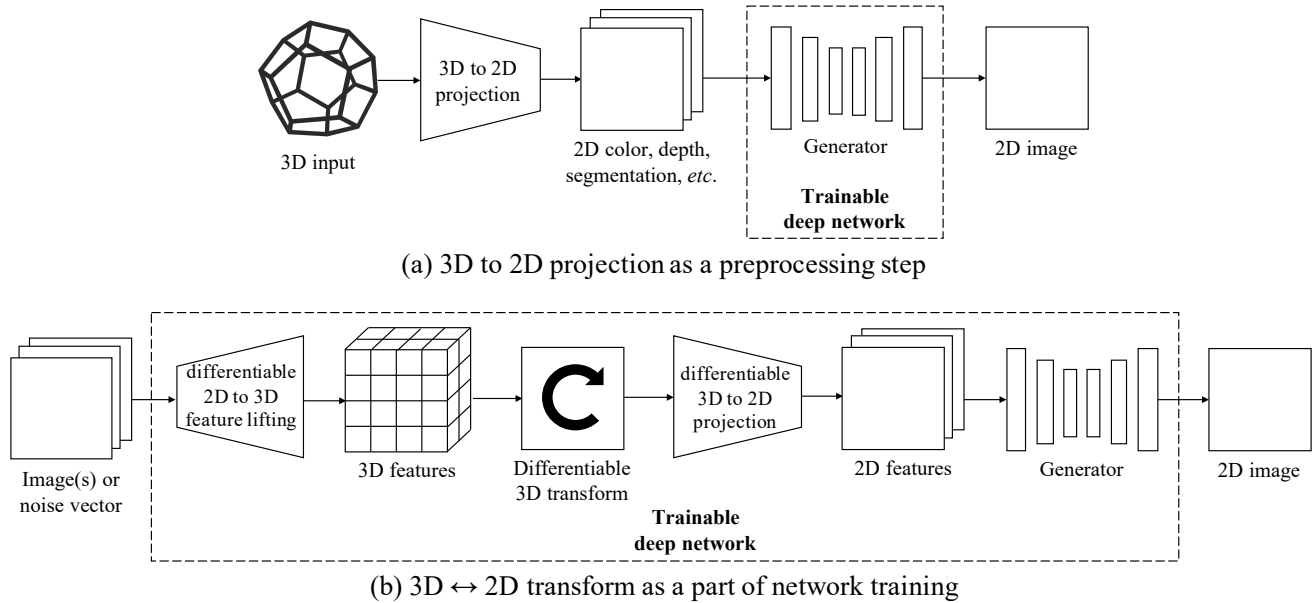 3D to 2D
projection
3D input
2D color, depth,
segmentation, etc.
Generator
2D image
Trainable
deep network
(a) 3D to 2D projection as a preprocessing step
differentiable
2D to 3D
feature lifting
differentiable
3D to 2D
projection
Image(s) or
noise vector
3D features
Differentiable
3D transform
2D features
Generator
2D image
Trainable
deep network
(b) 3D ↔ 2D transform as a part of network training